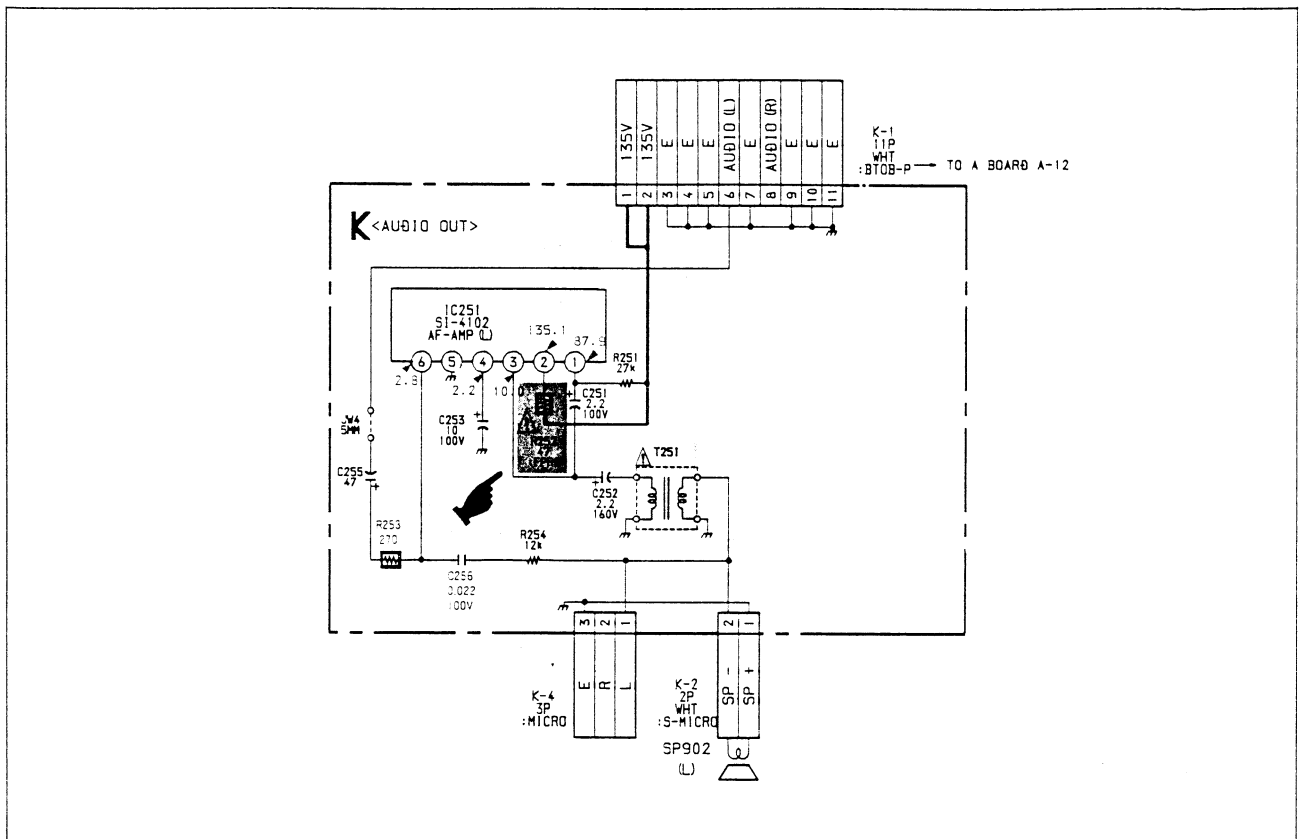 135V
135V
E
E
E
AUDIO (L)
E
AUDIO (R)
E
E
E
1
2
3
4
5
6
7
8
9
10
11
K-1
11P
WHT
:BTOB-P
TO A BOARD A-12
K <AUDIO OUT>
IC251
SI-4102
AF-AMP (L)
135.1
87.9
6
5
4
3
2
1
2.8
2.2
10.0
R251
27k
C251
2.2
100V
+
C253
10
100V
+
47
JW4
5MM
C255
47
+
C252
2.2
160V
+
T251
R253
270
R254
12k
C256
0.022
100V
3
2
1
E
R
L
K-4
3P
:MICRO
2
1
SP -
SP +
K-2
2P
WHT
:S-MICRO
SP902
(L)